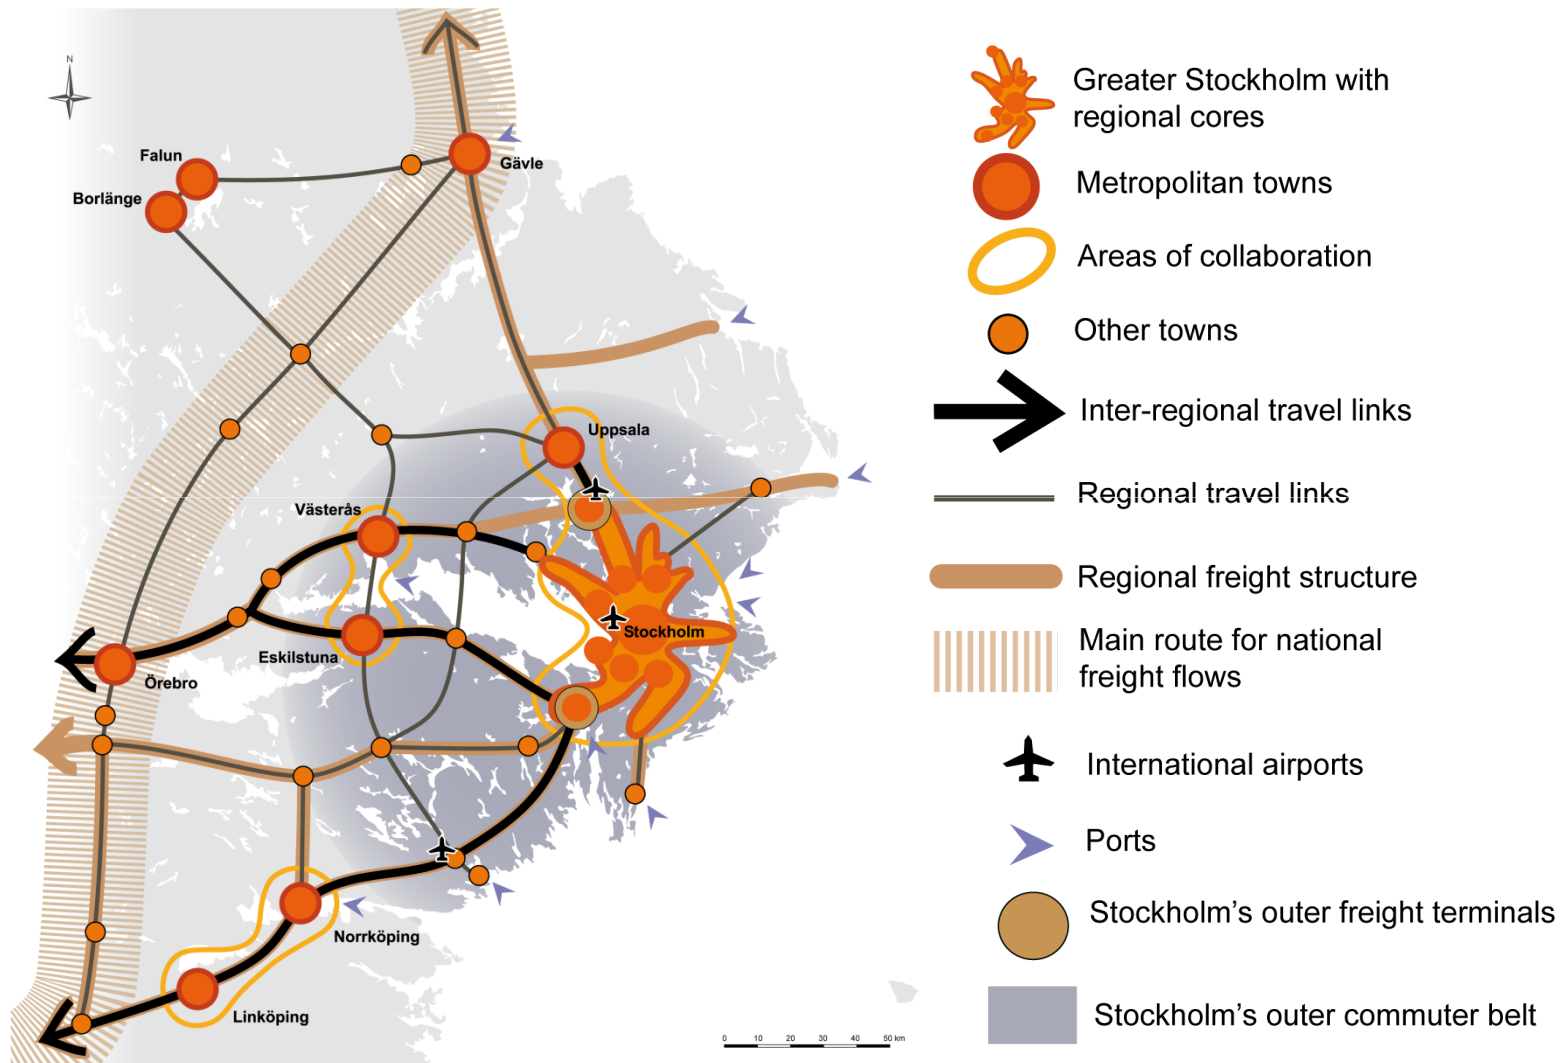 N
Falun
Borlänge
Gävle
Uppsala
Västerås
Stockholm
Eskilstuna
Örebro
Norrköping
Linköping
0 10 20 30 40 50 km
Greater Stockholm with
regional cores
Metropolitan towns
Areas of collaboration
Other towns
Inter-regional travel links
Regional travel links
Regional freight structure
Main route for national
freight flows
International airports
Ports
Stockholm's outer freight terminals
Stockholm's outer commuter belt